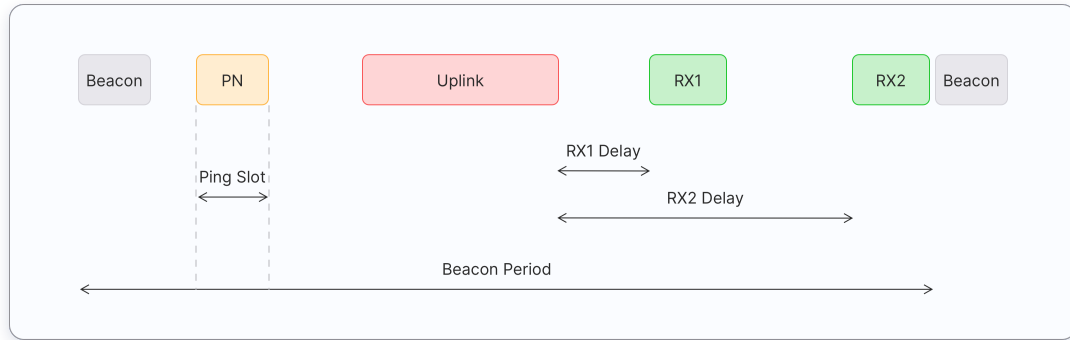 Beacon
PN
Uplink
RX1
RX2
Beacon
RX1 Delay
Ping Slot
RX2 Delay
Beacon Period